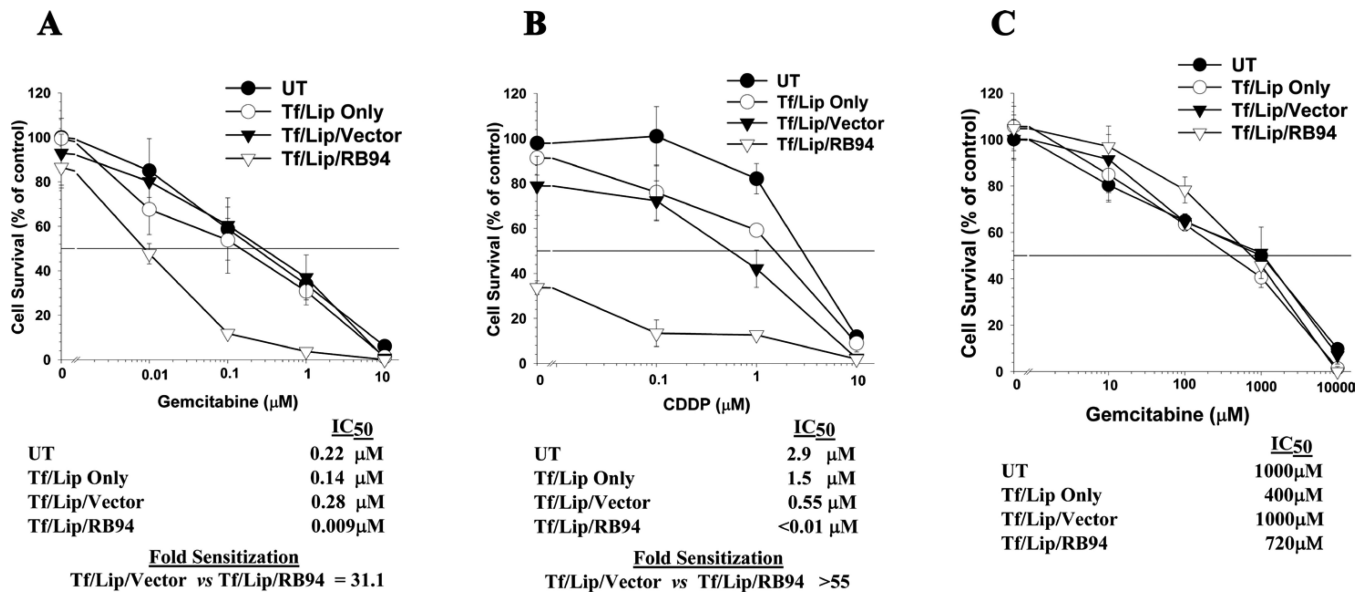 A
UT
Tf/Lip Only
Tf/Lip/Vector
Tf/Lip/RB94
Cell Survival (% of control)
120
100
80
60
40
20
0
0 0.01 0.1 1 10
Gemcitabine (μM)
IC50
UT 0.22 μM
Tf/Lip Only 0.14 μM
Tf/Lip/Vector 0.28 μM
Tf/Lip/RB94 0.009μM
Fold Sensitization
Tf/Lip/Vector vs Tf/Lip/RB94 = 31.1
B
UT
Tf/Lip Only
Tf/Lip/Vector
Tf/Lip/RB94
Cell Survival (% of control)
120
100
80
60
40
20
0
0 0.1 1 10
CDDP (μM)
IC50
UT 2.9 μM
Tf/Lip Only 1.5 μM
Tf/Lip/Vector 0.55 μM
Tf/Lip/RB94 <0.01 μM
Fold Sensitization
Tf/Lip/Vector vs Tf/Lip/RB94 >55
C
UT
Tf/Lip Only
Tf/Lip/Vector
Tf/Lip/RB94
Cell Survival (% of control)
120
100
80
60
40
20
0
0 10 100 1000 10000
Gemcitabine (μM)
IC50
UT 1000μM
Tf/Lip Only 400μM
Tf/Lip/Vector 1000μM
Tf/Lip/RB94 720μM